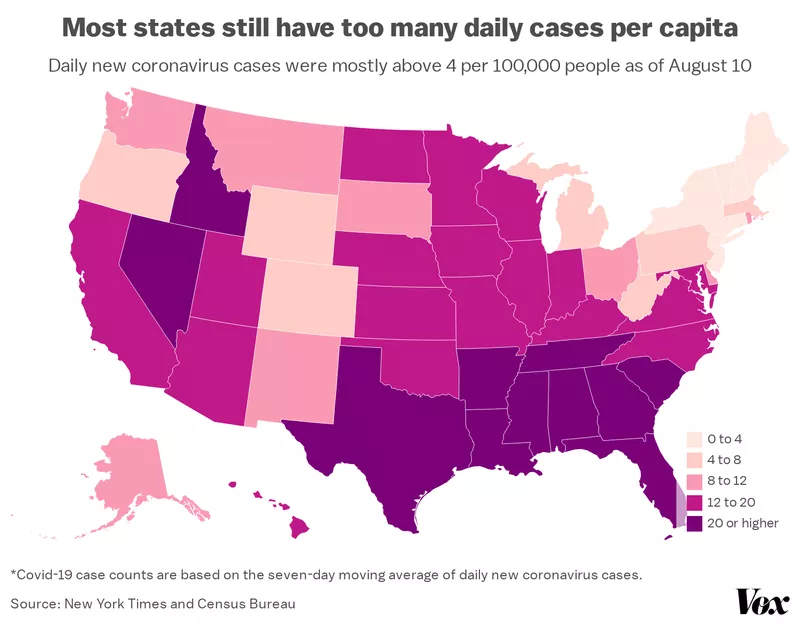 Most states still have too many daily cases per capita
Daily new coronavirus cases were mostly above 4 per 100,000 people as of August 10
0 to 4
4 to 8
8 to 12
12 to 20
20 or higher
*Covid-19 case counts are based on the seven-day moving average of daily new coronavirus cases.
Source: New York Times and Census Bureau
Vox